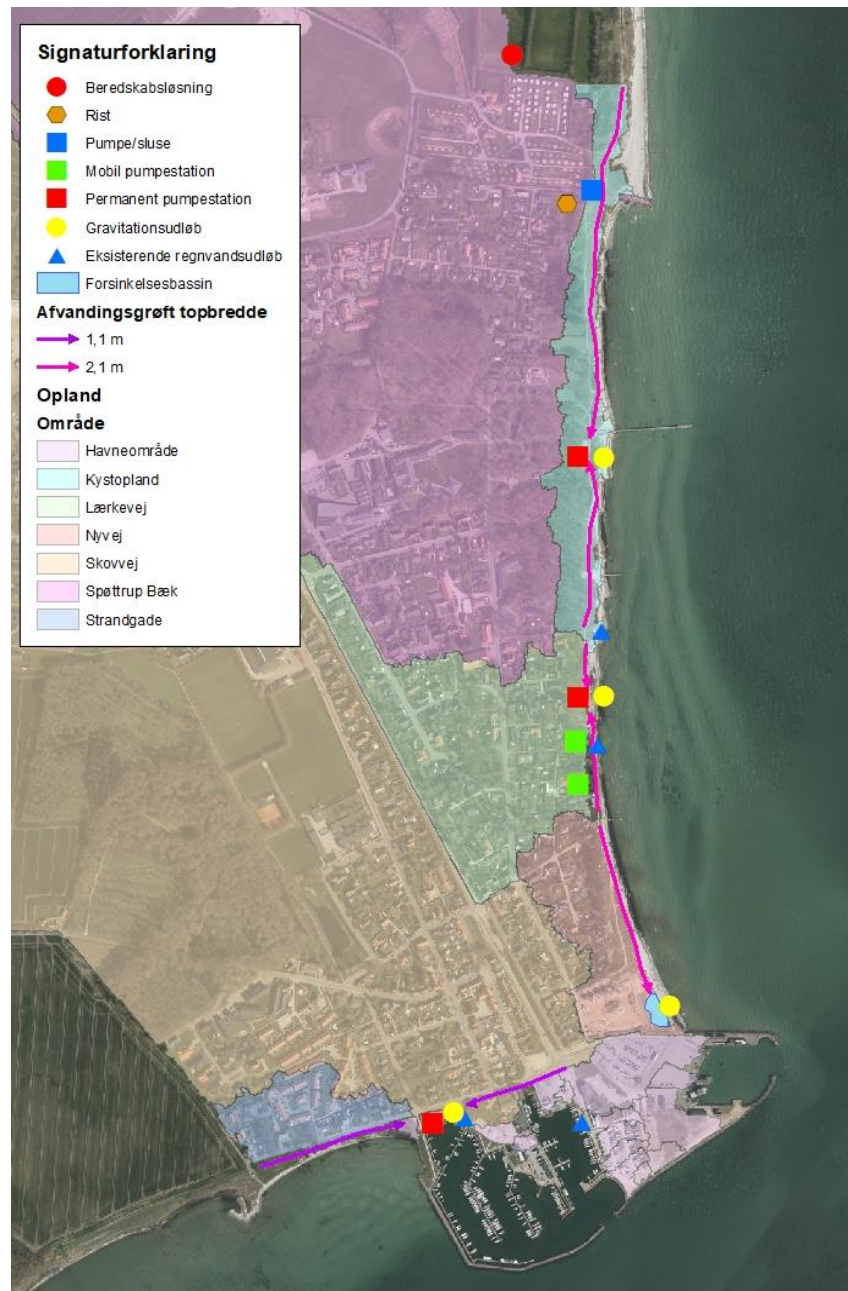 Signaturforklaring
Beredskabsløsning
Rist
Pumpe/sluse
Mobil pumpestation
Permanent pumpestation
Gravitationsudløb
Eksisterende regnvandsudløb
Forsinkelsesbassin
Afvandingsgrøft topbredde
1,1 m
2,1 m
Opland
Område
Havneområde
Kystopland
Lærkevej
Nyvej
Skovvej
Spøttrup Bæk
Strandgade